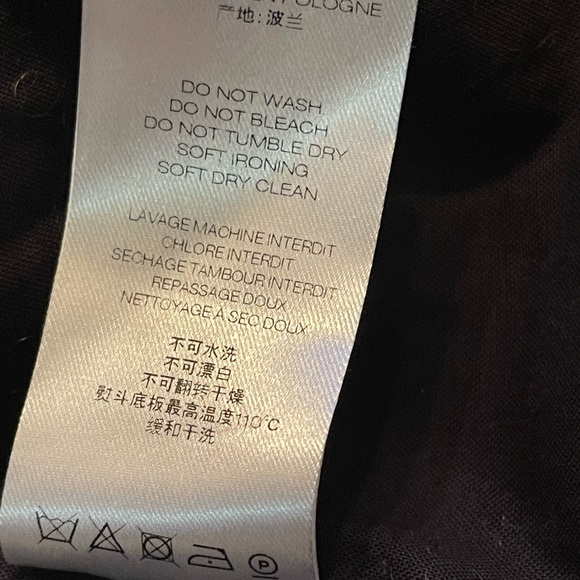 POLOGNE
产地:波兰
DO NOT WASH
DO NOT BLEACH
DO NOT TUMBLE DRY
SOFT IRONING
SOFT DRY CLEAN
LAVAGE MACHINE INTERDIT
CHLORE INTERDIT
SECHAGE TAMBOUR INTERDIT
REPASSAGE DOUX
NETTOYAGE A SEC DOUX
不可水洗
不可漂白
不可翻转干燥
熨斗底板最高温度110℃
缓和干洗
P